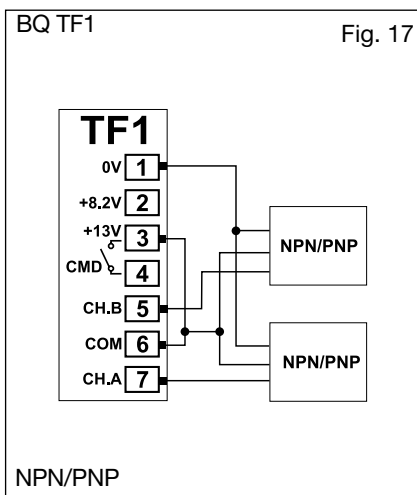 BQ TF1
Fig. 17
TF1
0V 1
+8.2V 2
+13V 3
CMD 4
CH.B 5
COM 6
CH.A 7
NPN/PNP
NPN/PNP
NPN/PNP